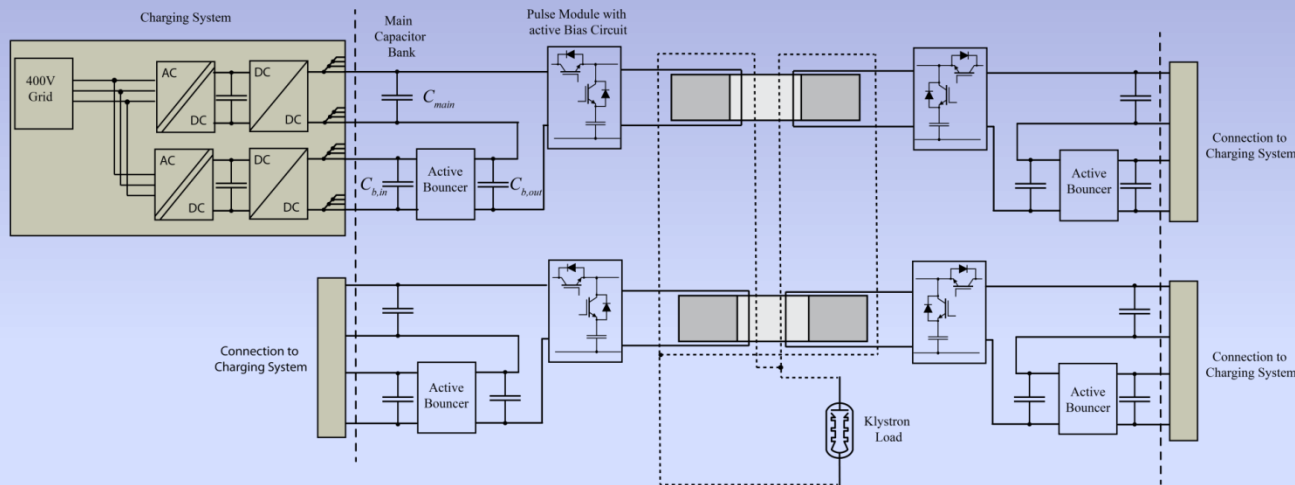 Charging System
Main
Capacitor
Bank
Pulse Module with
active Bias Circuit
400V
Grid
AC
DC
DC
DC
C_main
AC
DC
DC
DC
C_b,in
Active
Bouncer
C_b,out
Active
Bouncer
Connection to
Charging System
Connection to
Charging System
Active
Bouncer
Klystron
Load
Active
Bouncer
Connection to
Charging System